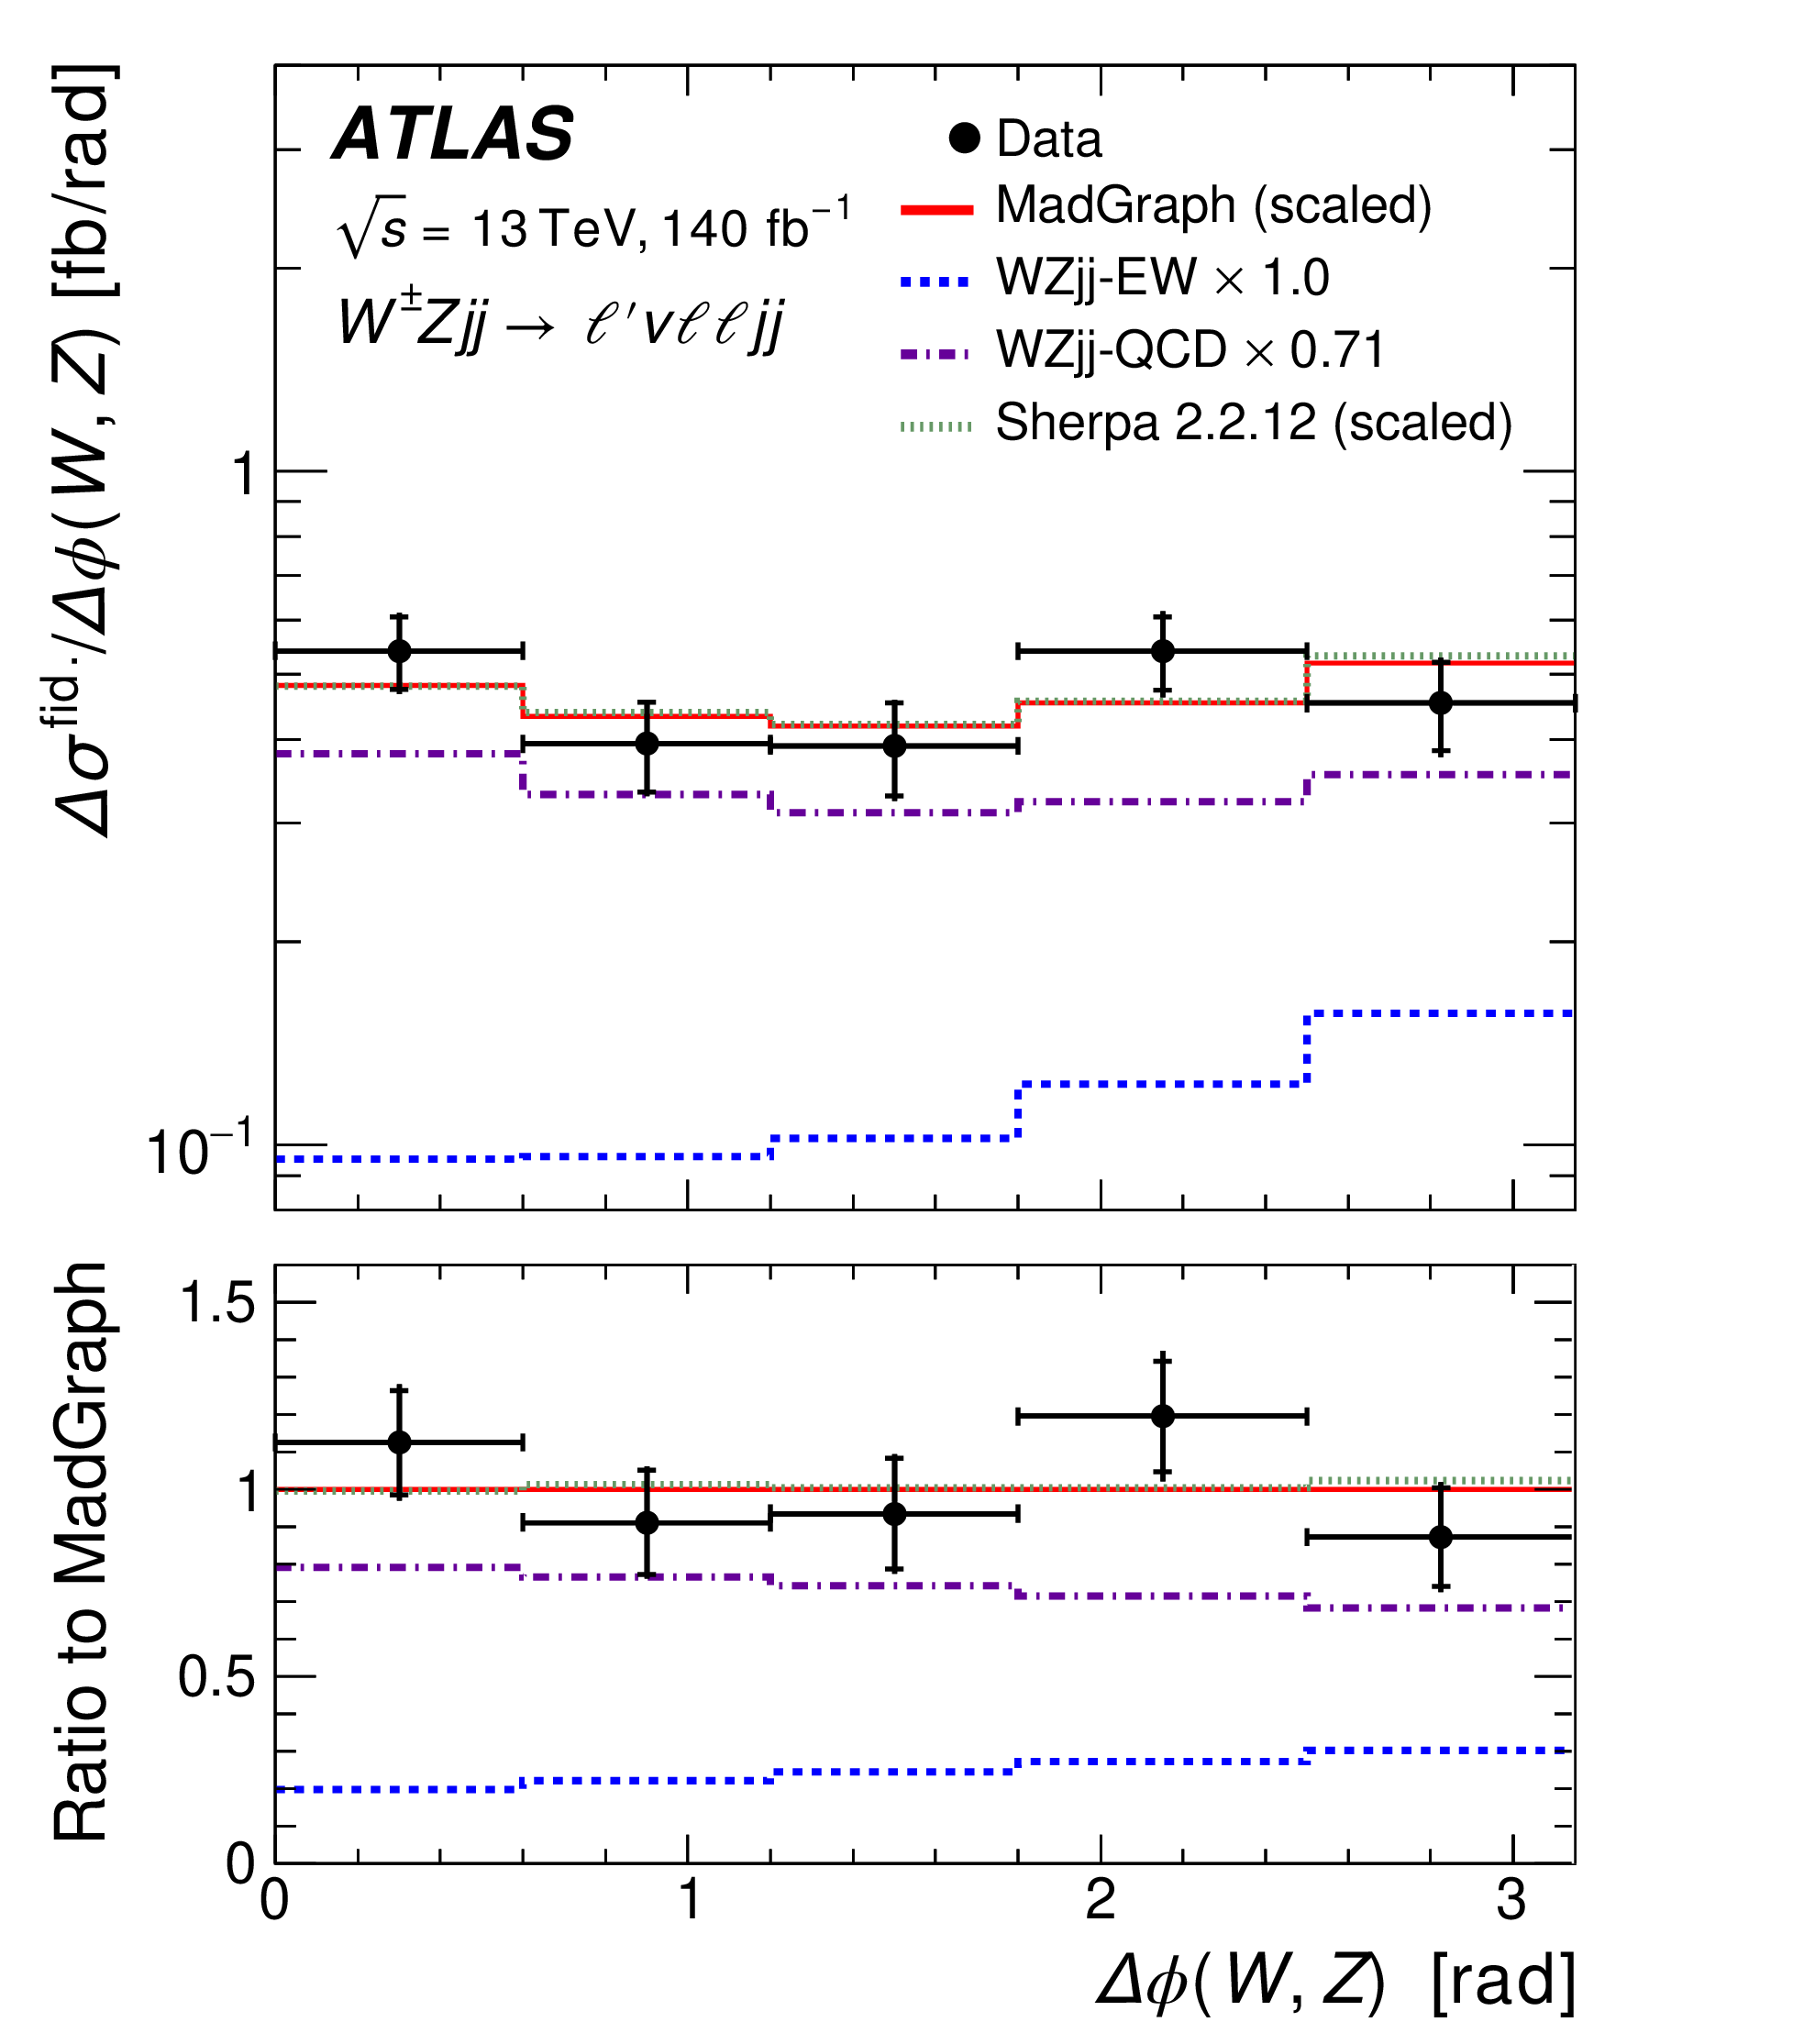 ATLAS
√s = 13 TeV, 140 fb⁻¹
W±Zjj → ℓ′νℓℓjj
Data
MadGraph (scaled)
WZjj-EW × 1.0
WZjj-QCD × 0.71
Sherpa 2.2.12 (scaled)
Δσ^fid./Δϕ(W, Z) [fb/rad]
1
10⁻¹
Ratio to MadGraph
1.5
1
0.5
0
0 1 2 3
Δϕ(W, Z) [rad]